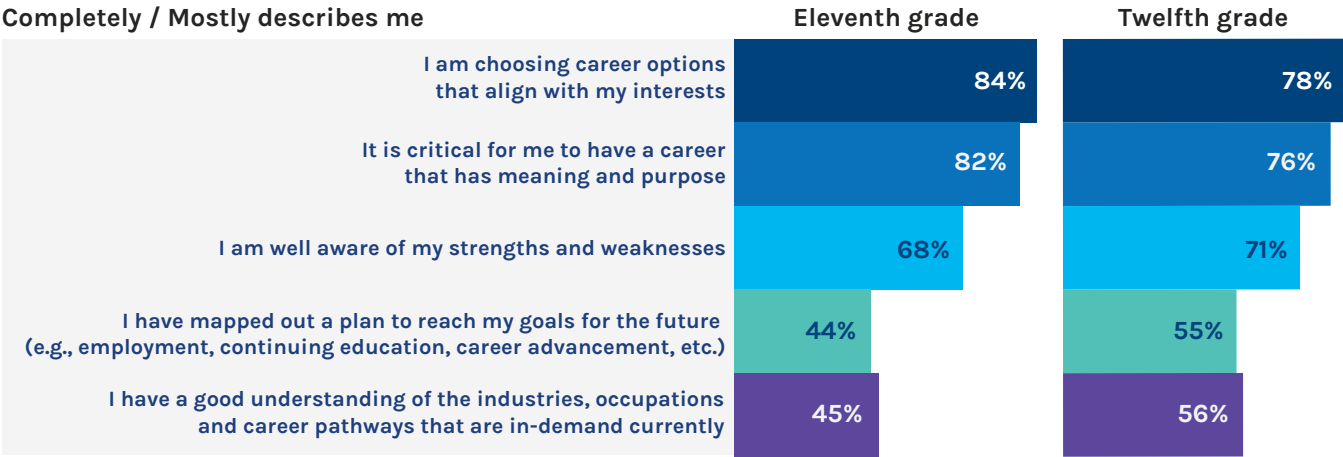 Completely / Mostly describes me
Eleventh grade
Twelfth grade
I am choosing career options
that align with my interests
84%
78%
It is critical for me to have a career
that has meaning and purpose
82%
76%
I am well aware of my strengths and weaknesses
68%
71%
I have mapped out a plan to reach my goals for the future
(e.g., employment, continuing education, career advancement, etc.)
44%
55%
I have a good understanding of the industries, occupations
and career pathways that are in-demand currently
45%
56%